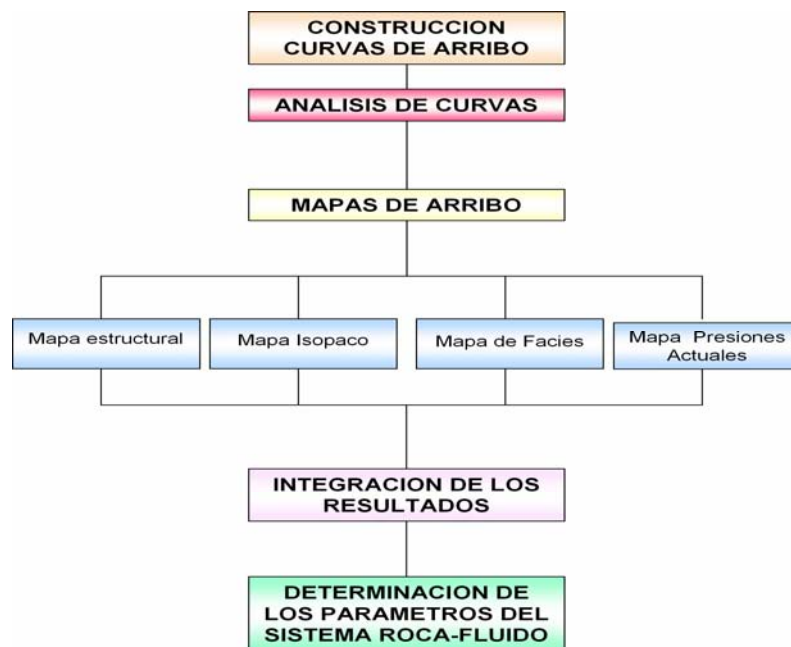 CONSTRUCCION
CURVAS DE ARRIBO
ANALISIS DE CURVAS
MAPAS DE ARRIBO
Mapa estructural
Mapa Isopaco
Mapa de Facies
Mapa Presiones
Actuales
INTEGRACION DE LOS
RESULTADOS
DETERMINACION DE
LOS PARAMETROS DEL
SISTEMA ROCA-FLUIDO